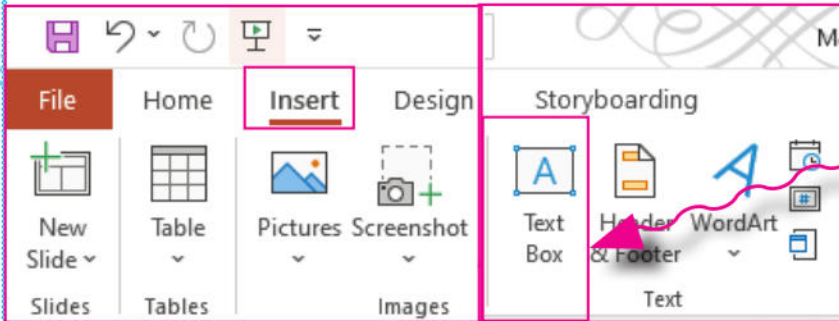 M
File Home Insert Design Storyboarding
New Slide Table Pictures Screenshot Text Box Header & Footer WordArt
Slides Tables Images Text